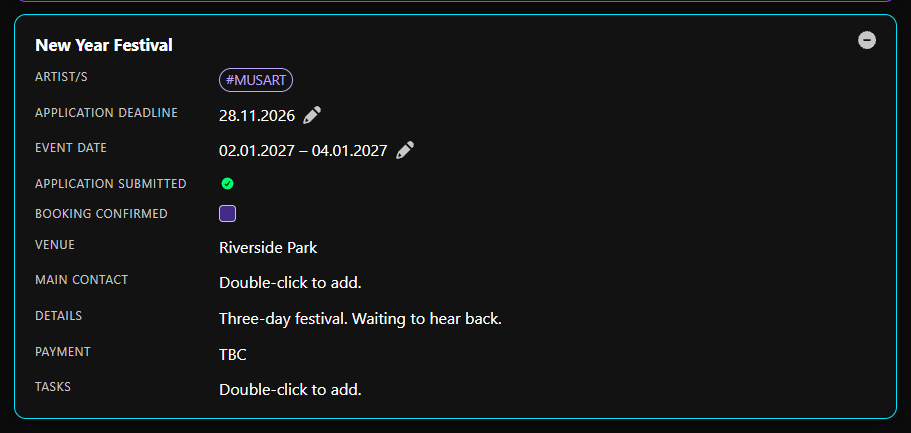 New Year Festival
ARTIST/S #MUSART
APPLICATION DEADLINE 28.11.2026
EVENT DATE 02.01.2027 – 04.01.2027
APPLICATION SUBMITTED
BOOKING CONFIRMED
VENUE Riverside Park
MAIN CONTACT Double-click to add.
DETAILS Three-day festival. Waiting to hear back.
PAYMENT TBC
TASKS Double-click to add.